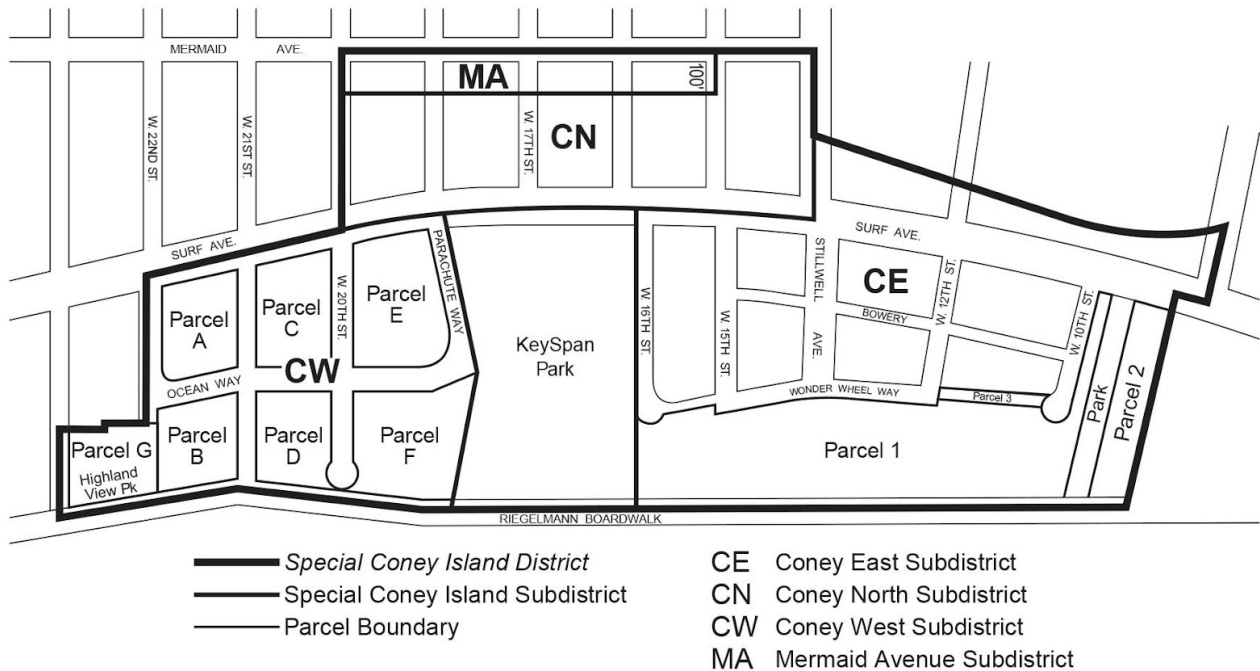 MERMAID AVE.
MA
100'
W. 22ND ST.
W. 21ST ST.
W. 17TH ST.
CN
SURF AVE.
PARACHUTE WAY
SURF AVE.
Parcel
A
Parcel
C
W. 20TH ST.
Parcel
E
KeySpan
Park
W. 16TH ST.
W. 15TH ST.
STILLWELL AVE.
CE
BOWERY
W. 12TH ST.
W. 10TH ST.
CW
OCEAN WAY
WONDER WHEEL WAY
Parcel 3
Park
Parcel 2
Parcel G
Highland
View Pk
Parcel
B
Parcel
D
Parcel
F
Parcel 1
RIEGELMANN BOARDWALK
Special Coney Island District
Special Coney Island Subdistrict
Parcel Boundary
CE Coney East Subdistrict
CN Coney North Subdistrict
CW Coney West Subdistrict
MA Mermaid Avenue Subdistrict